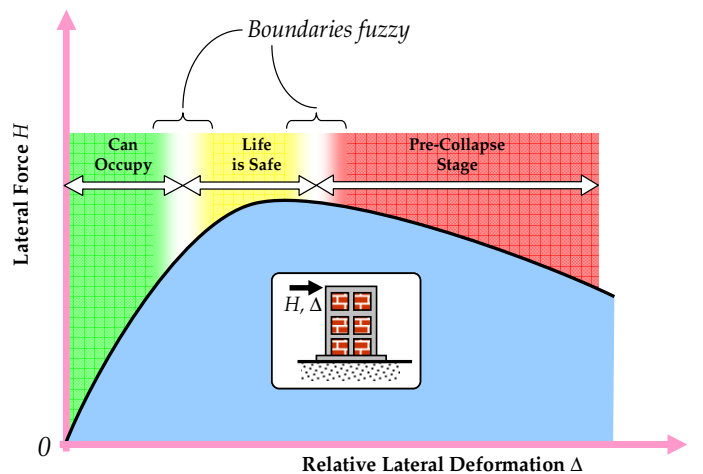 Boundaries fuzzy
Can
Occupy
Life
is Safe
Pre-Collapse
Stage
Lateral Force H
H, Δ
0
Relative Lateral Deformation Δ